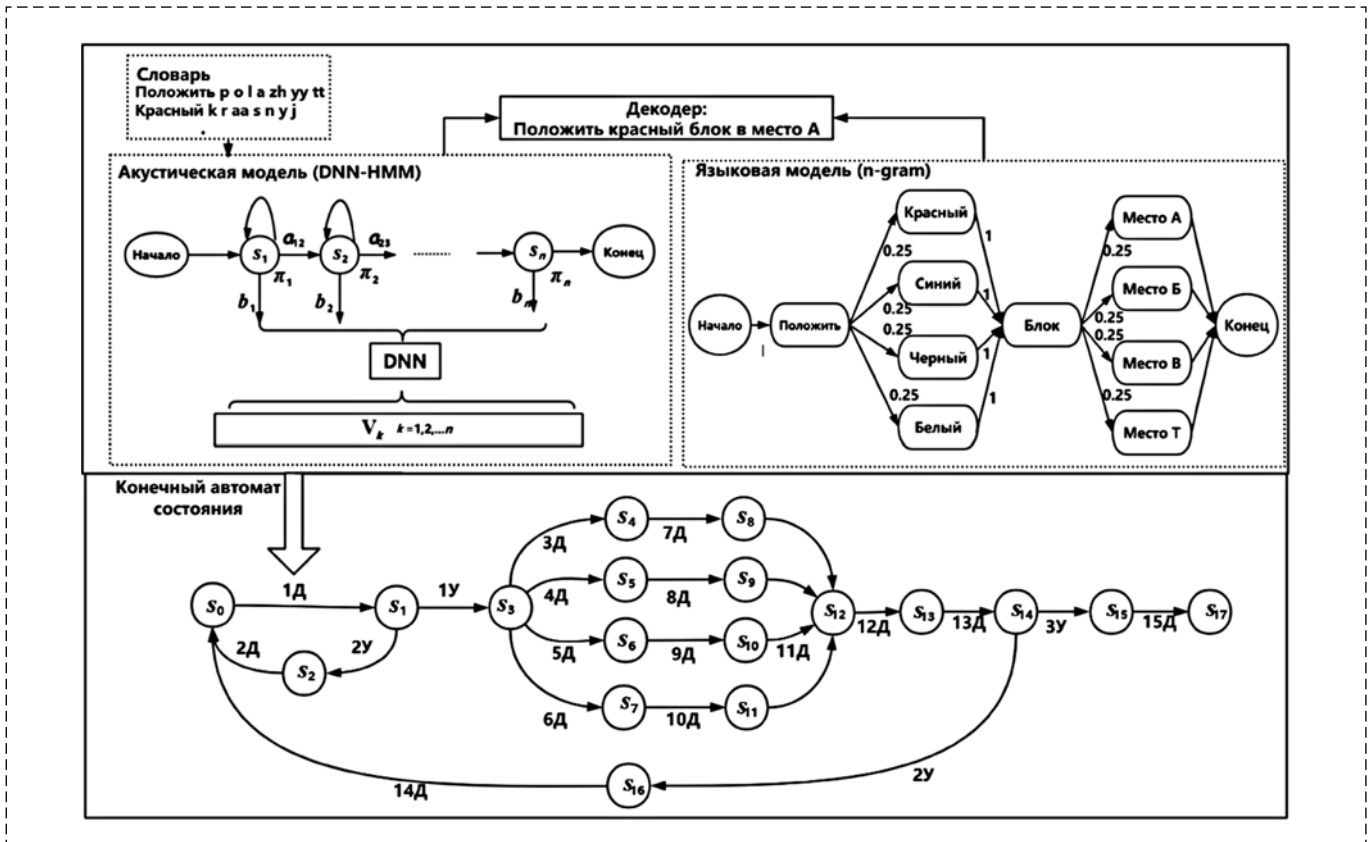 Словарь
Положить p o l a zh yy tt
Красный k r aa s n y j
.
Декодер:
Положить красный блок в место А
Акустическая модель (DNN-HMM)
Начало
S1
a12
S2
a23
..........
Sn
Конец
π1
π2
πn
b1
b2
bn
DNN
Vk k=1,2,...n
Языковая модель (n-gram)
Начало
|
Положить
0.25
0.25
0.25
0.25
Красный
Синий
Черный
Белый
1
1
1
1
Блок
0.25
0.25
0.25
0.25
Место А
Место Б
Место В
Место Т
Конец
Конечный автомат
состояния
S0
1Д
S1
1У
S3
2Д
S2
2У
3Д
S4
7Д
S8
4Д
S5
8Д
S9
5Д
S6
9Д
S10
11Д
6Д
S7
10Д
S11
S12
12Д
S13
13Д
S14
3У
S15
15Д
S17
14Д
S16
2У